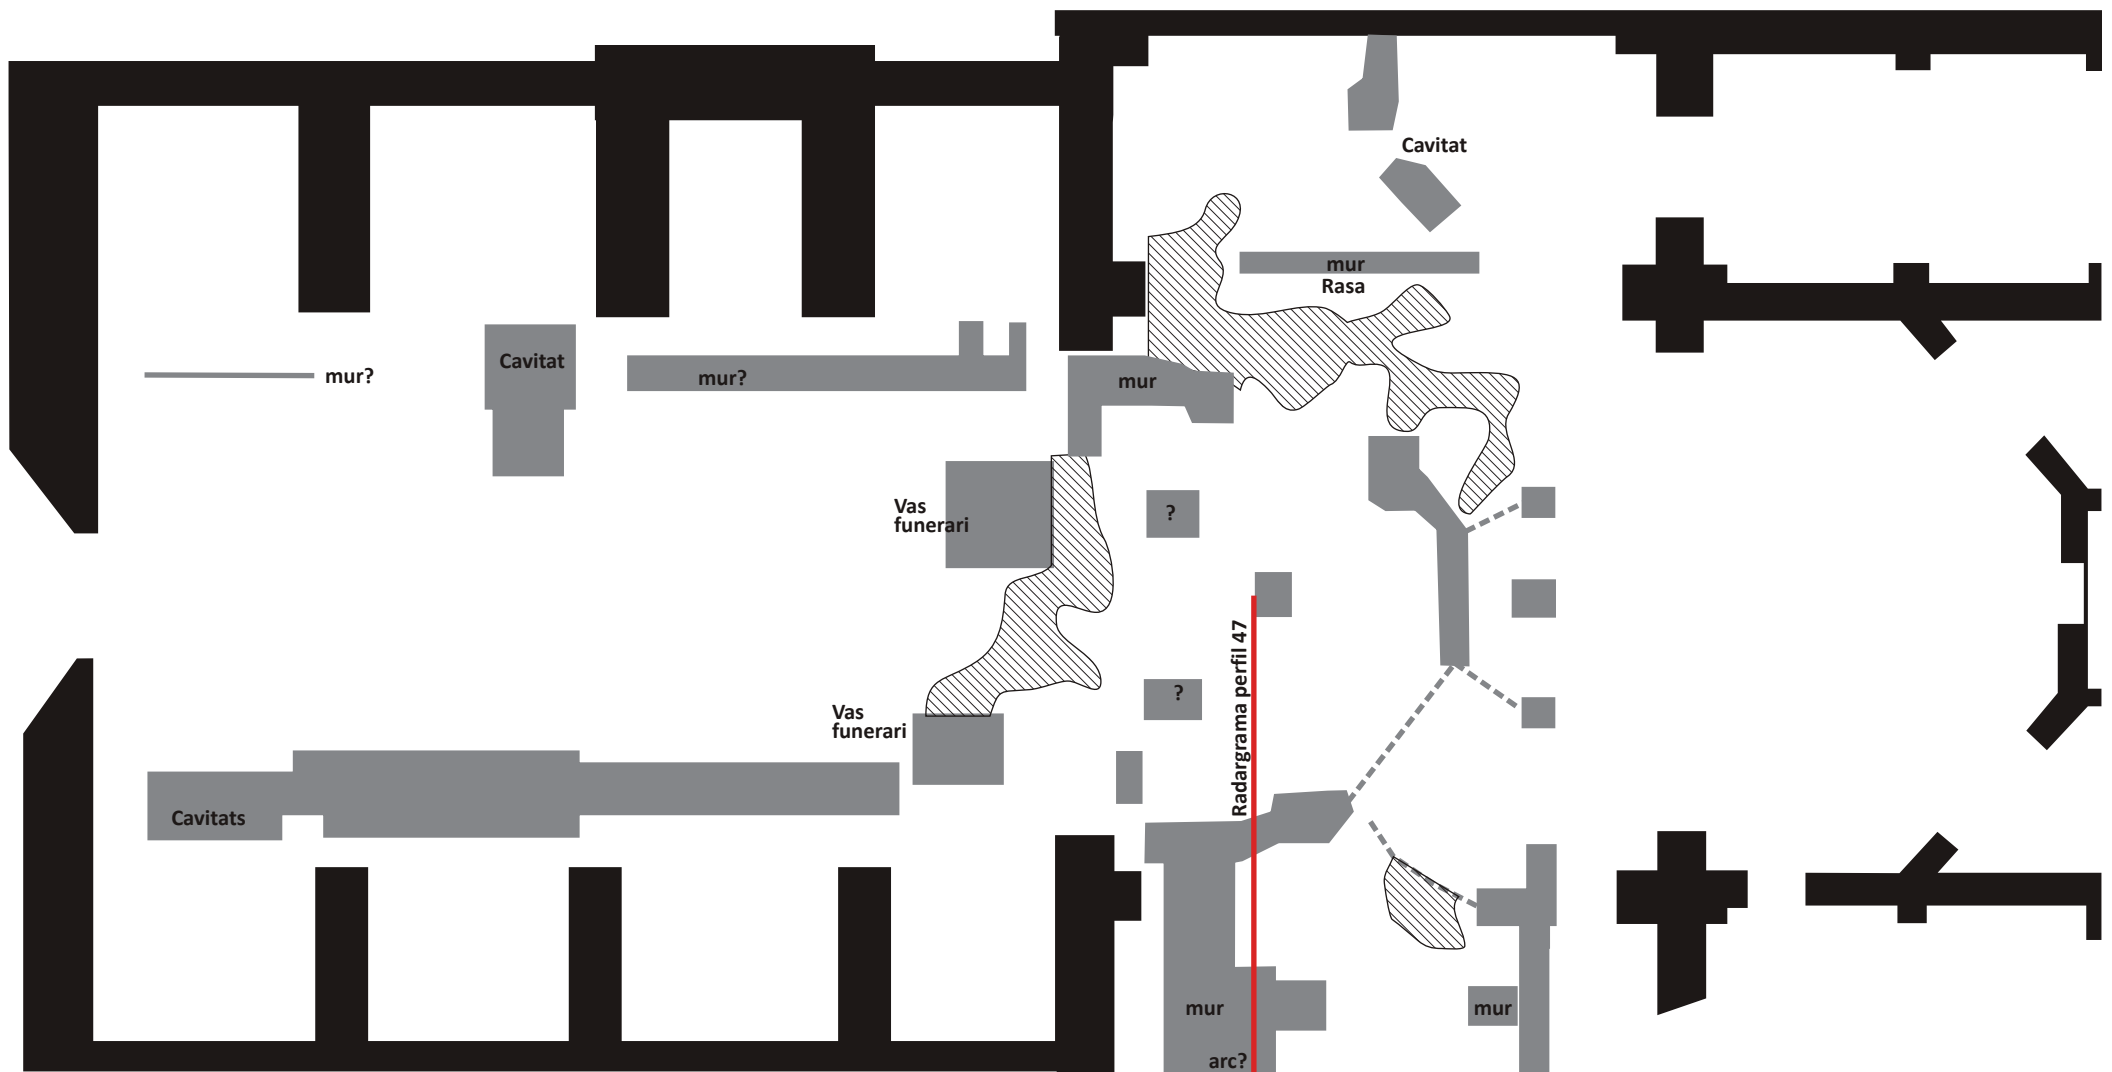 Cavitat
mur
Rasa
mur?
Cavitat
mur?
mur
Vas
funerari
?
Radargrama perfil 47
?
Vas
funerari
Cavitats
mur
mur
arc?